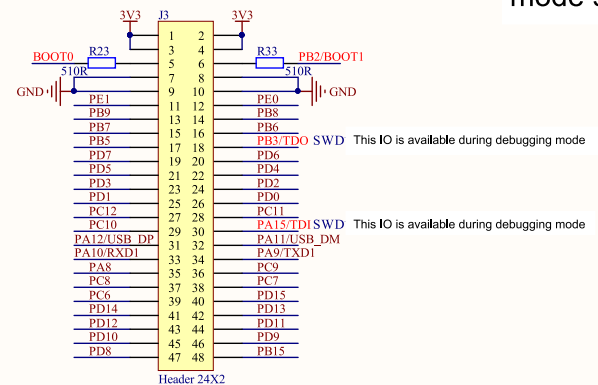 mode
3V3 J3 3V3
1 2
3 4
BOOT0 R23 5 6 R33 PB2/BOOT1
510R 7 8 510R
GND 9 10 GND
PE1 11 12 PE0
PB9 13 14 PB8
PB7 15 16 PB6
PB5 17 18 PB3/TDO SWD This IO is available during debugging mode
PD7 19 20 PD6
PD5 21 22 PD4
PD3 23 24 PD2
PD1 25 26 PD0
PC12 27 28 PC11
PC10 29 30 PA15/TDI SWD This IO is available during debugging mode
PA12/USB_DP 31 32 PA11/USB_DM
PA10/RXD1 33 34 PA9/TXD1
PA8 35 36 PC9
PC8 37 38 PC7
PC6 39 40 PD15
PD14 41 42 PD13
PD12 43 44 PD11
PD10 45 46 PD9
PD8 47 48 PB15
Header 24X2